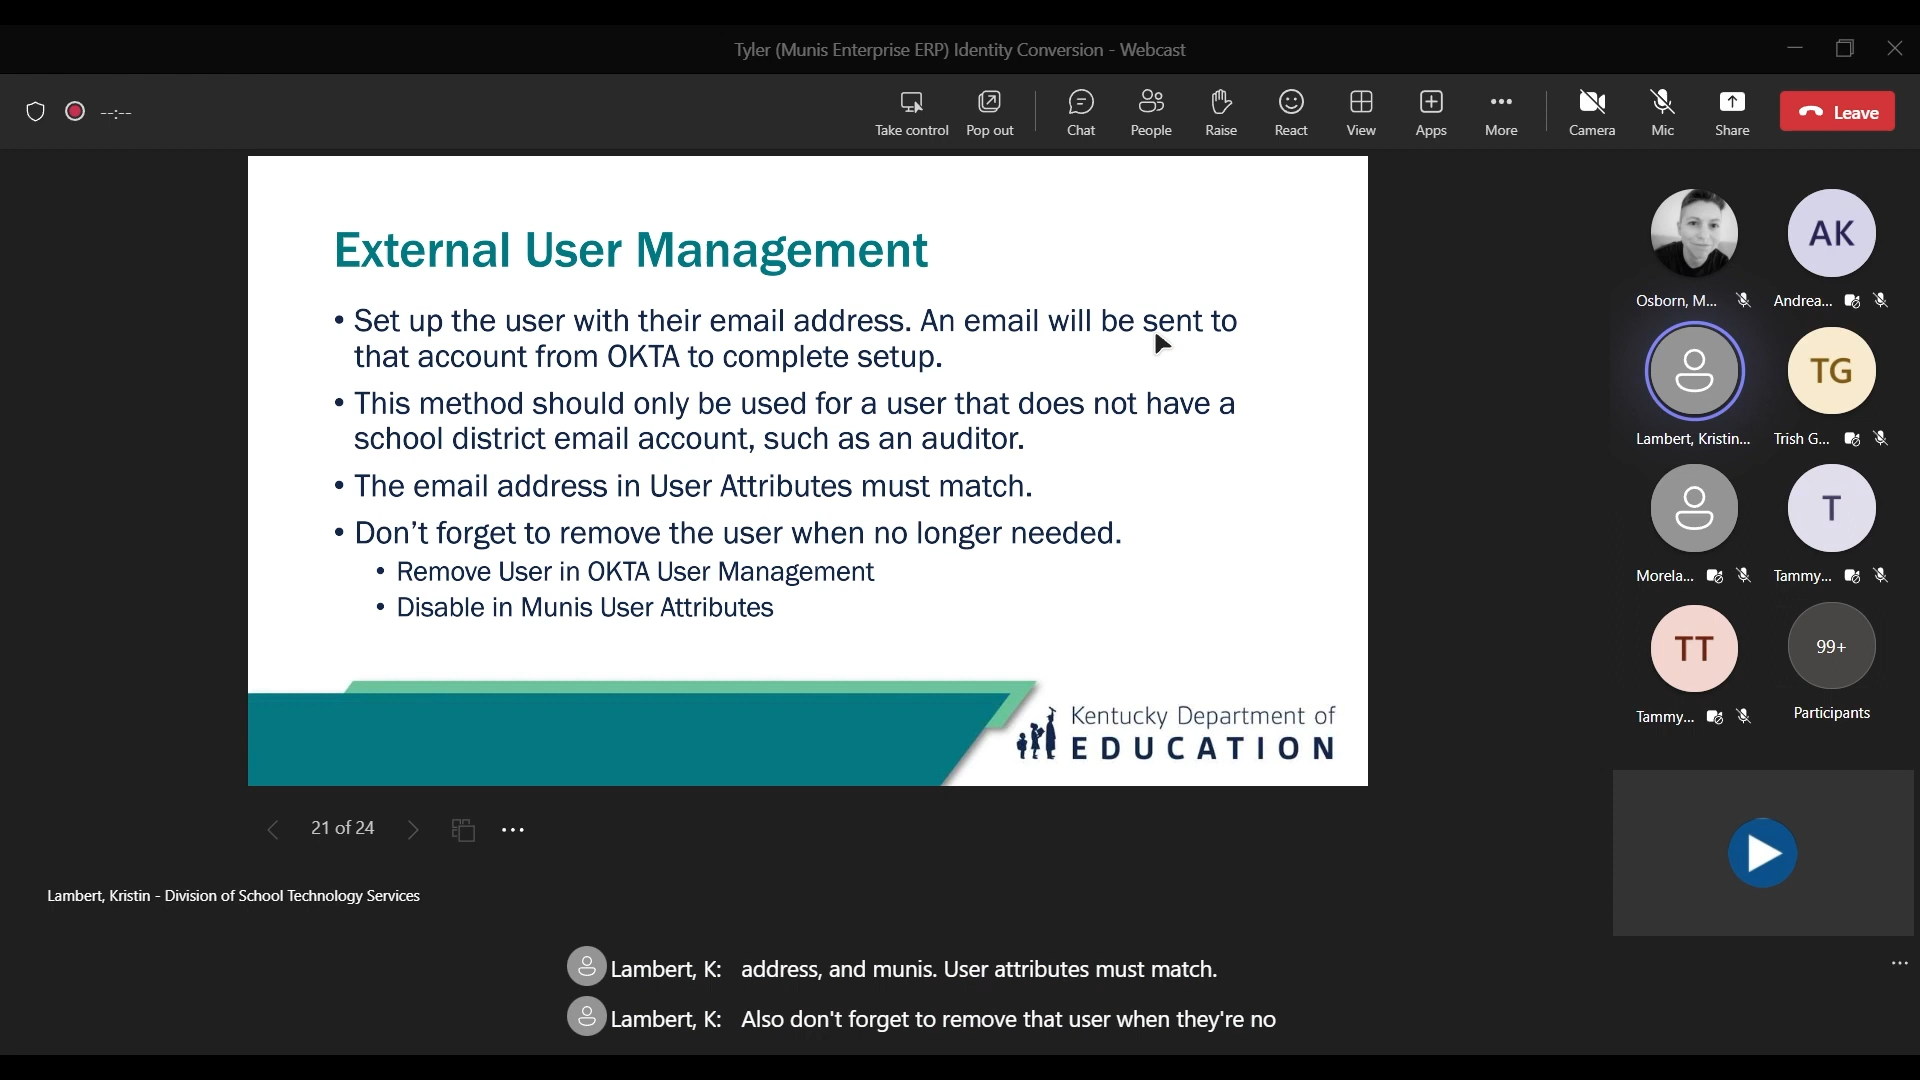 Tyler (Munis Enterprise ERP) Identity Conversion - Webcast
--:--
Take control Pop out Chat People Raise React View Apps More Camera Mic Share Leave
External User Management
• Set up the user with their email address. An email will be sent to
that account from OKTA to complete setup.
• This method should only be used for a user that does not have a
school district email account, such as an auditor.
• The email address in User Attributes must match.
• Don't forget to remove the user when no longer needed.
• Remove User in OKTA User Management
• Disable in Munis User Attributes
Kentucky Department of
EDUCATION
AK
Osborn, M... Andrea...
TG
Lambert, Kristin... Trish G...
T
Morela... Tammy...
TT 99+
Tammy... Participants
21 of 24
Lambert, Kristin - Division of School Technology Services
Lambert, K: address, and munis. User attributes must match.
Lambert, K: Also don't forget to remove that user when they're no